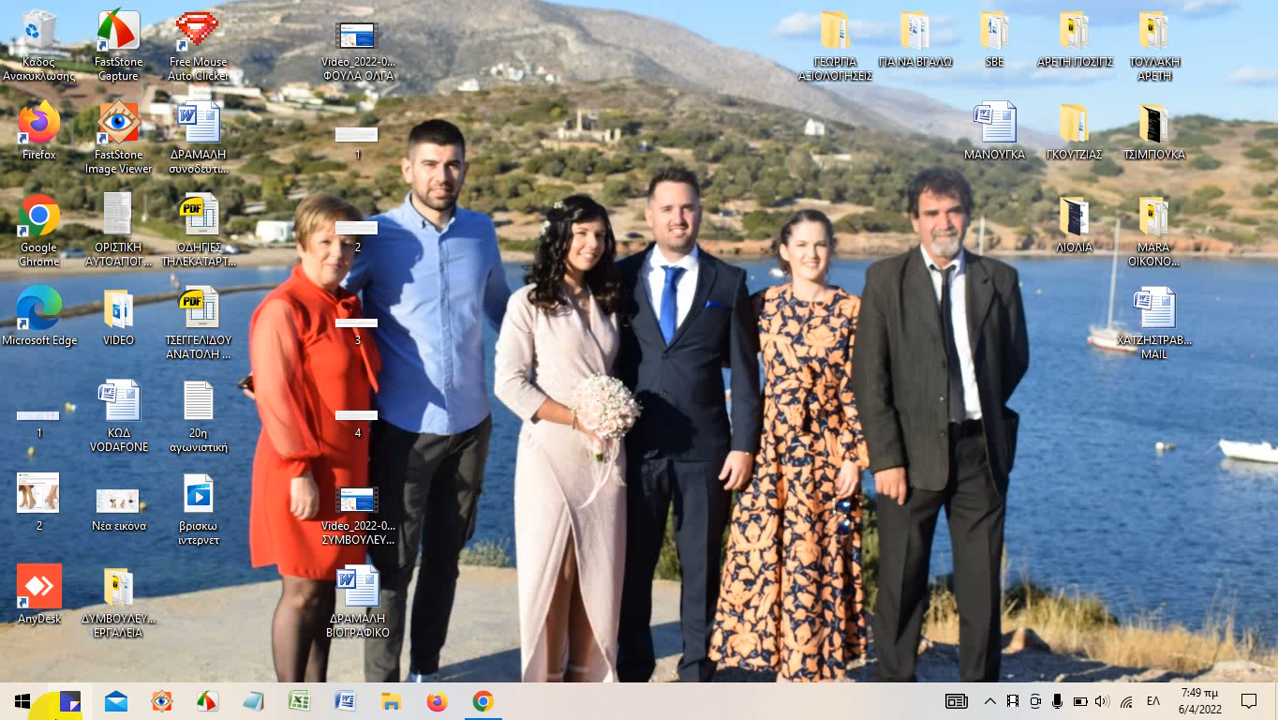 Κάδος
Ανακύκλωσης
FastStone
Capture
Free Mouse
Auto Clicker
Video_2022-0...
ΦΟΥΛΑ ΟΛΓΑ
ΓΕΩΡΓΙΑ
ΑΞΙΟΛΟΓΗΣΕΙΣ
ΓΙΑ ΝΑ ΒΓΑΛΩ
SBE
ΑΡΕΤΗ ΠΟΣΙΓΣ
ΤΟΥΛΑΚΗ
ΑΡΕΤΗ
Firefox
FastStone
Image Viewer
ΔΡΑΜΑΛΗ
συνοδευτι...
1
ΜΑΝΟΥΓΚΑ
ΓΚΟΥΤΖΙΑΣ
ΤΣΙΜΠΟΥΚΑ
Google
Chrome
ΟΡΙΣΤΙΚΗ
ΑΥΤΟΑΠΟΓ...
ΟΔΗΓΙΕΣ
ΤΗΛΕΚΑΤΑΡΤ...
2
ΛΙΟΛΙΑ
MARA
ΟΙΚΟΝΟ...
Microsoft Edge
VIDEO
ΤΣΕΓΓΕΛΙΔΟΥ
ΑΝΑΤΟΛΗ ...
3
ΧΑΤΖΗΣΤΡΑΒ...
MAIL
1
ΚΩΔ
VODAFONE
20η
αγωνιστική
4
2
Νέα εικόνα
βρισκω
ιντερνετ
Video_2022-0...
ΣΥΜΒΟΥΛΕΥ...
AnyDesk
ΔΥΜΒΟΥΛΕΥ...
ΕΡΓΑΛΕΙΑ
ΔΡΑΜΑΛΗ
ΒΙΟΓΡΑΦΙΚΟ
ΕΛ
:49 πμ
6/4/2022